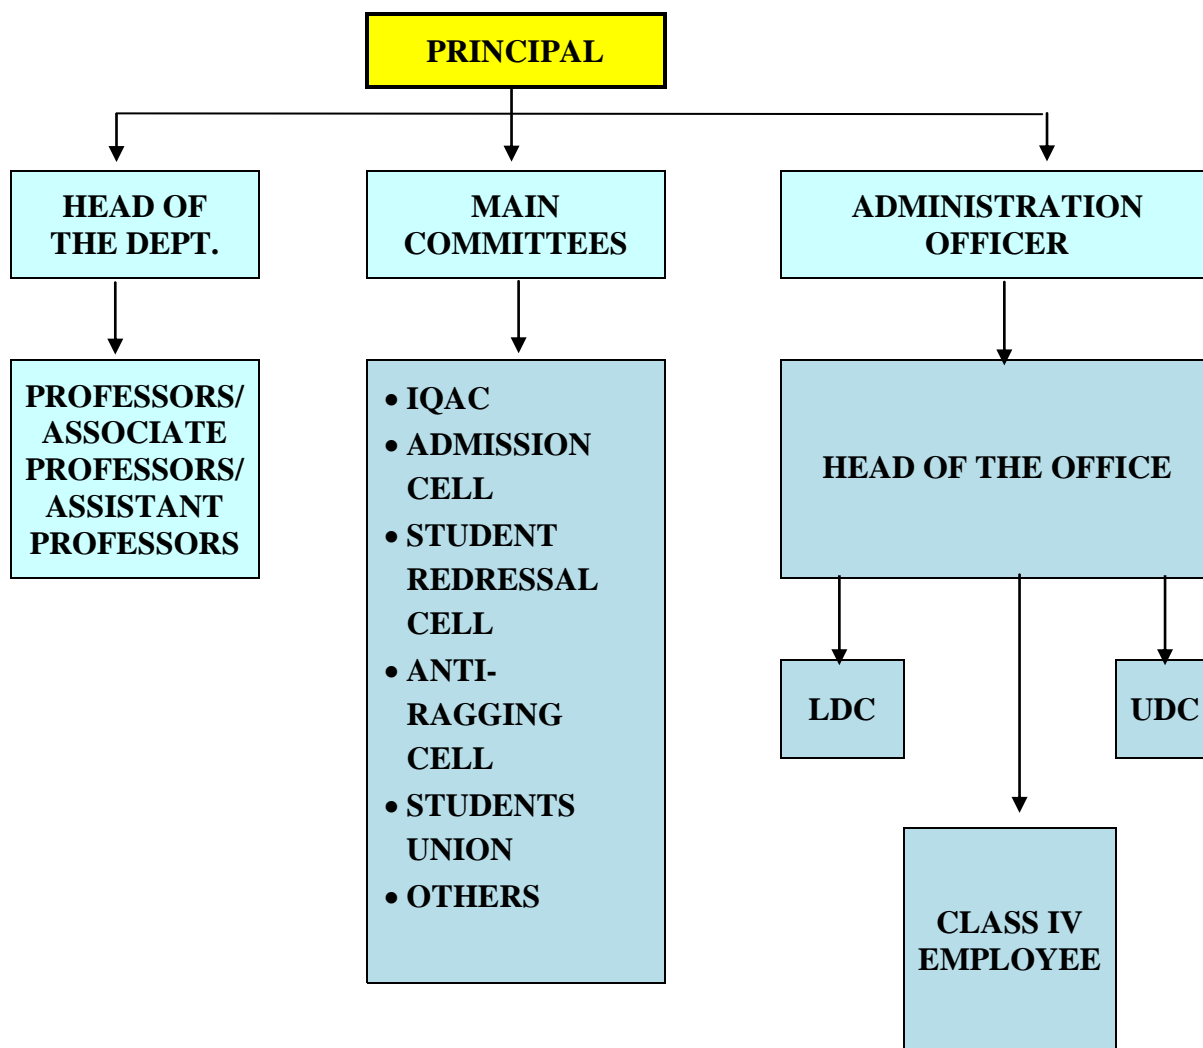 PRINCIPAL
HEAD OF
THE DEPT.
MAIN
COMMITTEES
ADMINISTRATION
OFFICER
PROFESSORS/
ASSOCIATE
PROFESSORS/
ASSISTANT
PROFESSORS
• IQAC
• ADMISSION
CELL
• STUDENT
REDRESSAL
CELL
• ANTI-
RAGGING
CELL
• STUDENTS
UNION
• OTHERS
HEAD OF THE OFFICE
LDC
UDC
CLASS IV
EMPLOYEE